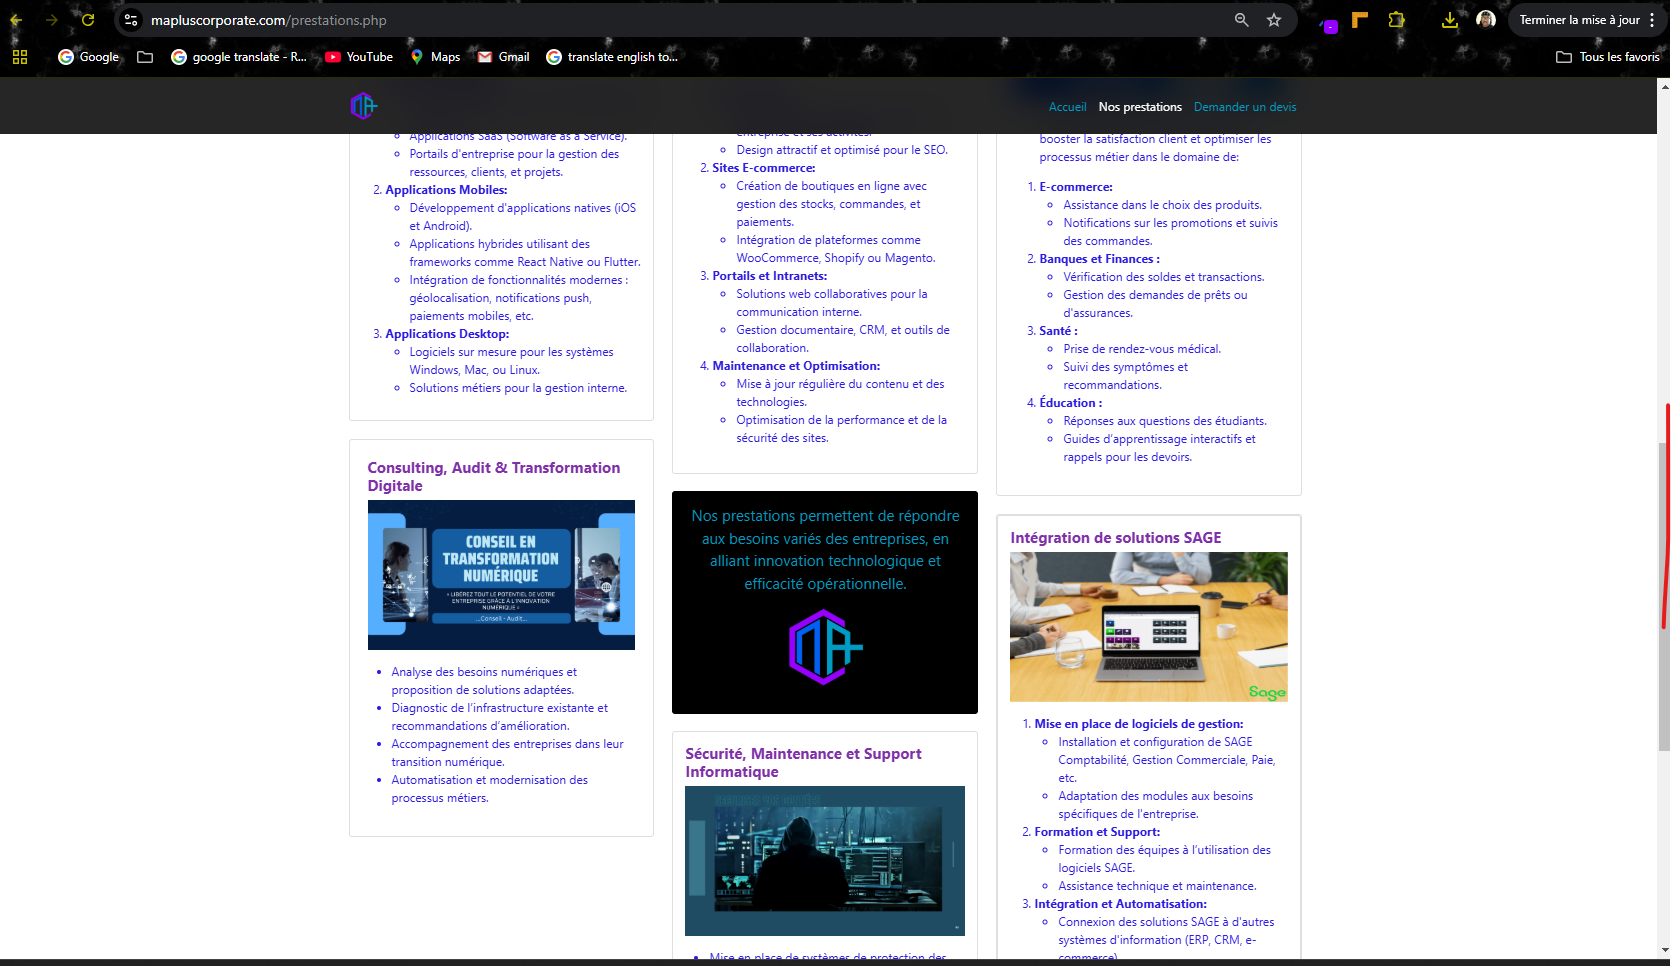 mapluscorporate.com/prestations.php
Terminer la mise à jour
Google
google translate - R...
YouTube
Maps
Gmail
translate english to...
Tous les favoris
Accueil
Nos prestations
Demander un devis
Applications SaaS (Software as a Service).
Portails d'entreprise pour la gestion des
ressources, clients, et projets.
2. Applications Mobiles:
Développement d'applications natives (iOS
et Android).
Applications hybrides utilisant des
frameworks comme React Native ou Flutter.
Intégration de fonctionnalités modernes :
géolocalisation, notifications push,
paiements mobiles, etc.
3. Applications Desktop:
Logiciels sur mesure pour les systèmes
Windows, Mac, ou Linux.
Solutions métiers pour la gestion interne.
Consulting, Audit & Transformation
Digitale
CONSEIL EN
TRANSFORMATION
NUMÉRIQUE
« LIBÉREZ TOUT LE POTENTIEL DE VOTRE
ENTREPRISE GRÂCE À L'INNOVATION
NUMÉRIQUE »
...Conseil - Audit...
Analyse des besoins numériques et
proposition de solutions adaptées.
Diagnostic de l'infrastructure existante et
recommandations d'amélioration.
Accompagnement des entreprises dans leur
transition numérique.
Automatisation et modernisation des
processus métiers.
entreprise et ses activités.
Design attractif et optimisé pour le SEO.
2. Sites E-commerce:
Création de boutiques en ligne avec
gestion des stocks, commandes, et
paiements.
Intégration de plateformes comme
WooCommerce, Shopify ou Magento.
3. Portails et Intranets:
Solutions web collaboratives pour la
communication interne.
Gestion documentaire, CRM, et outils de
collaboration.
4. Maintenance et Optimisation:
Mise à jour régulière du contenu et des
technologies.
Optimisation de la performance et de la
sécurité des sites.
Nos prestations permettent de répondre
aux besoins variés des entreprises, en
alliant innovation technologique et
efficacité opérationnelle.
Sécurité, Maintenance et Support
Informatique
Mise en place de systèmes de protection des
booster la satisfaction client et optimiser les
processus métier dans le domaine de:
1. E-commerce:
Assistance dans le choix des produits.
Notifications sur les promotions et suivis
des commandes.
2. Banques et Finances :
Vérification des soldes et transactions.
Gestion des demandes de prêts ou
d'assurances.
3. Santé :
Prise de rendez-vous médical.
Suivi des symptômes et
recommandations.
4. Éducation :
Réponses aux questions des étudiants.
Guides d'apprentissage interactifs et
rappels pour les devoirs.
Intégration de solutions SAGE
Sage
1. Mise en place de logiciels de gestion:
Installation et configuration de SAGE
Comptabilité, Gestion Commerciale, Paie,
etc.
Adaptation des modules aux besoins
spécifiques de l'entreprise.
2. Formation et Support:
Formation des équipes à l'utilisation des
logiciels SAGE.
Assistance technique et maintenance.
3. Intégration et Automatisation:
Connexion des solutions SAGE à d'autres
systèmes d'information (ERP, CRM, e-
commerce)